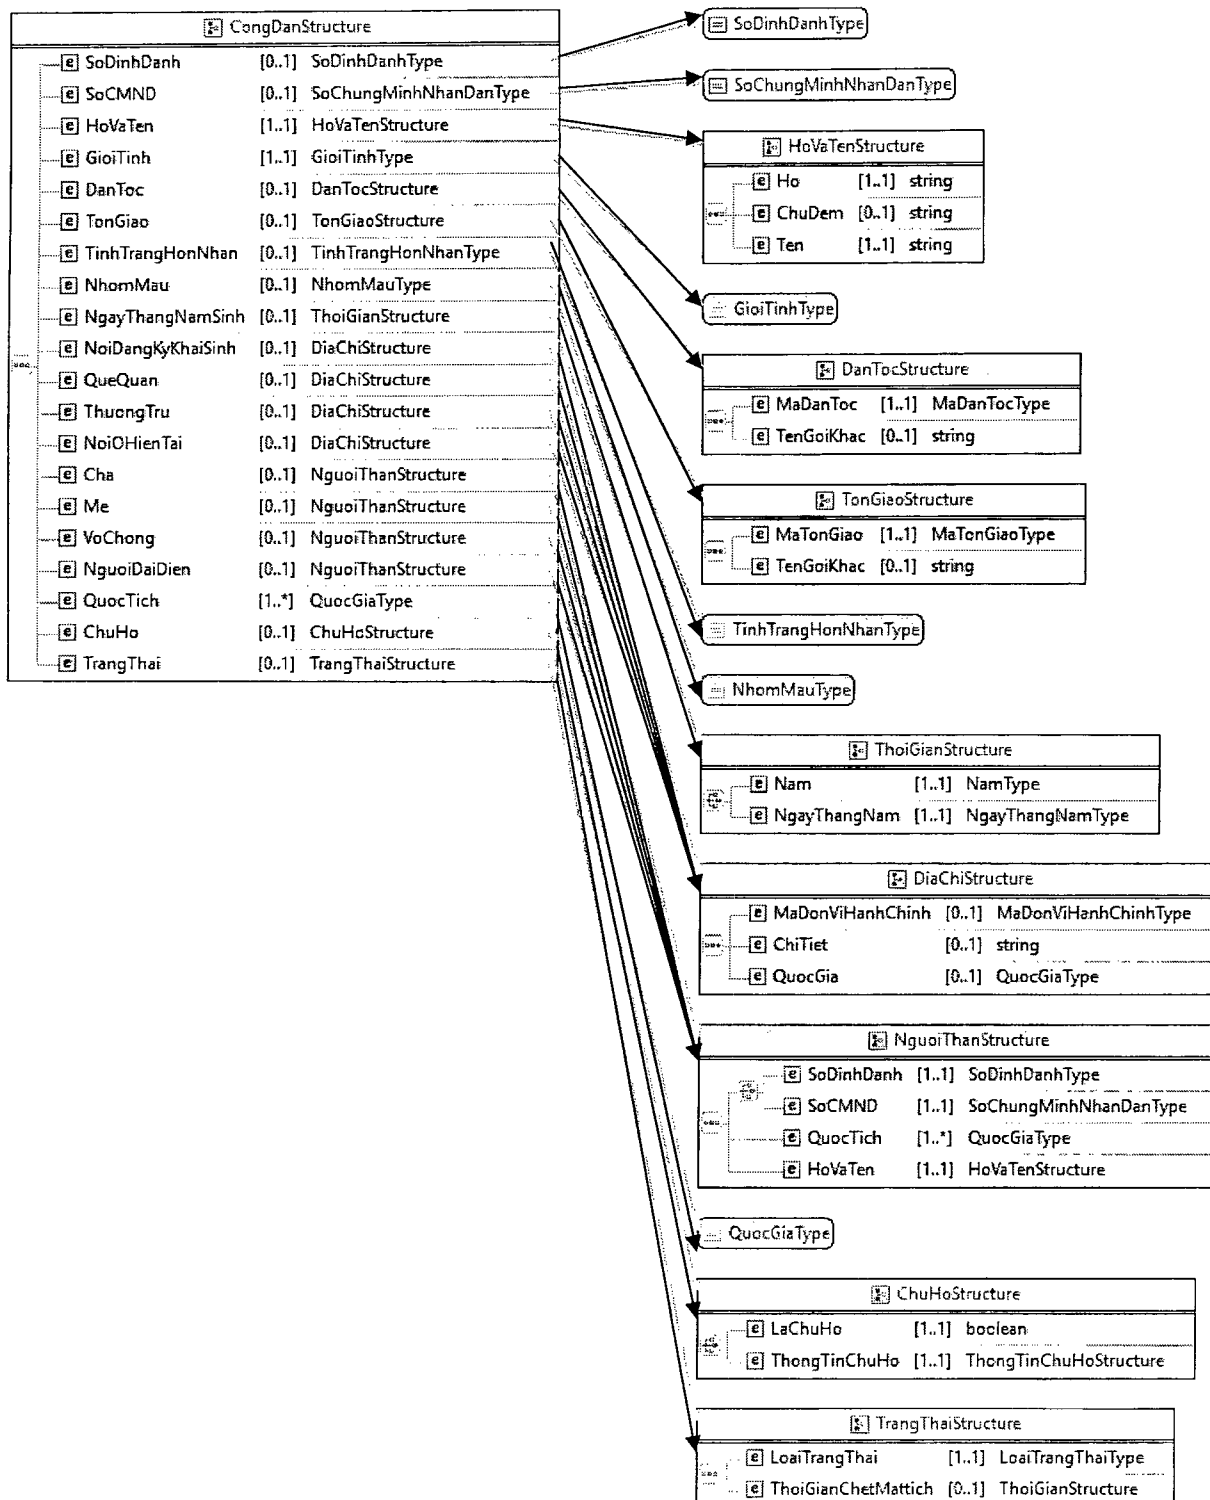 CongDanStructure
SoDinhDanh [0..1] SoDinhDanhType
SoCMND [0..1] SoChungMinhNhanDanType
HoVaTen [1..1] HoVaTenStructure
GioiTinh [1..1] GioiTinhType
DanToc [0..1] DanTocStructure
TonGiao [0..1] TonGiaoStructure
TinhTrangHonNhan [0..1] TinhTrangHonNhanType
NhomMau [0..1] NhomMauType
NgayThangNamSinh [0..1] ThoiGianStructure
NoiDangKyKhaiSinh [0..1] DiaChiStructure
QueQuan [0..1] DiaChiStructure
ThuongTru [0..1] DiaChiStructure
NoiOHienTai [0..1] DiaChiStructure
Cha [0..1] NguoiThanStructure
Me [0..1] NguoiThanStructure
VoChong [0..1] NguoiThanStructure
NguoiDaiDien [0..1] NguoiThanStructure
QuocTich [1..*] QuocGiaType
ChuHo [0..1] ChuHoStructure
TrangThai [0..1] TrangThaiStructure
SoDinhDanhType
SoChungMinhNhanDanType
HoVaTenStructure
Ho [1..1] string
ChuDem [0..1] string
Ten [1..1] string
GioiTinhType
DanTocStructure
MaDanToc [1..1] MaDanTocType
TenGoiKhac [0..1] string
TonGiaoStructure
MaTonGiao [1..1] MaTonGiaoType
TenGoiKhac [0..1] string
TinhTrangHonNhanType
NhomMauType
ThoiGianStructure
Nam [1..1] NamType
NgayThangNam [1..1] NgayThangNamType
DiaChiStructure
MaDonViHanhChinh [0..1] MaDonViHanhChinhType
ChiTiet [0..1] string
QuocGia [0..1] QuocGiaType
NguoiThanStructure
SoDinhDanh [1..1] SoDinhDanhType
SoCMND [1..1] SoChungMinhNhanDanType
QuocTich [1..*] QuocGiaType
HoVaTen [1..1] HoVaTenStructure
QuocGiaType
ChuHoStructure
LaChuHo [1..1] boolean
ThongTinChuHo [1..1] ThongTinChuHoStructure
TrangThaiStructure
LoaiTrangThai [1..1] LoaiTrangThaiType
ThoiGianChetMattich [0..1] ThoiGianStructure